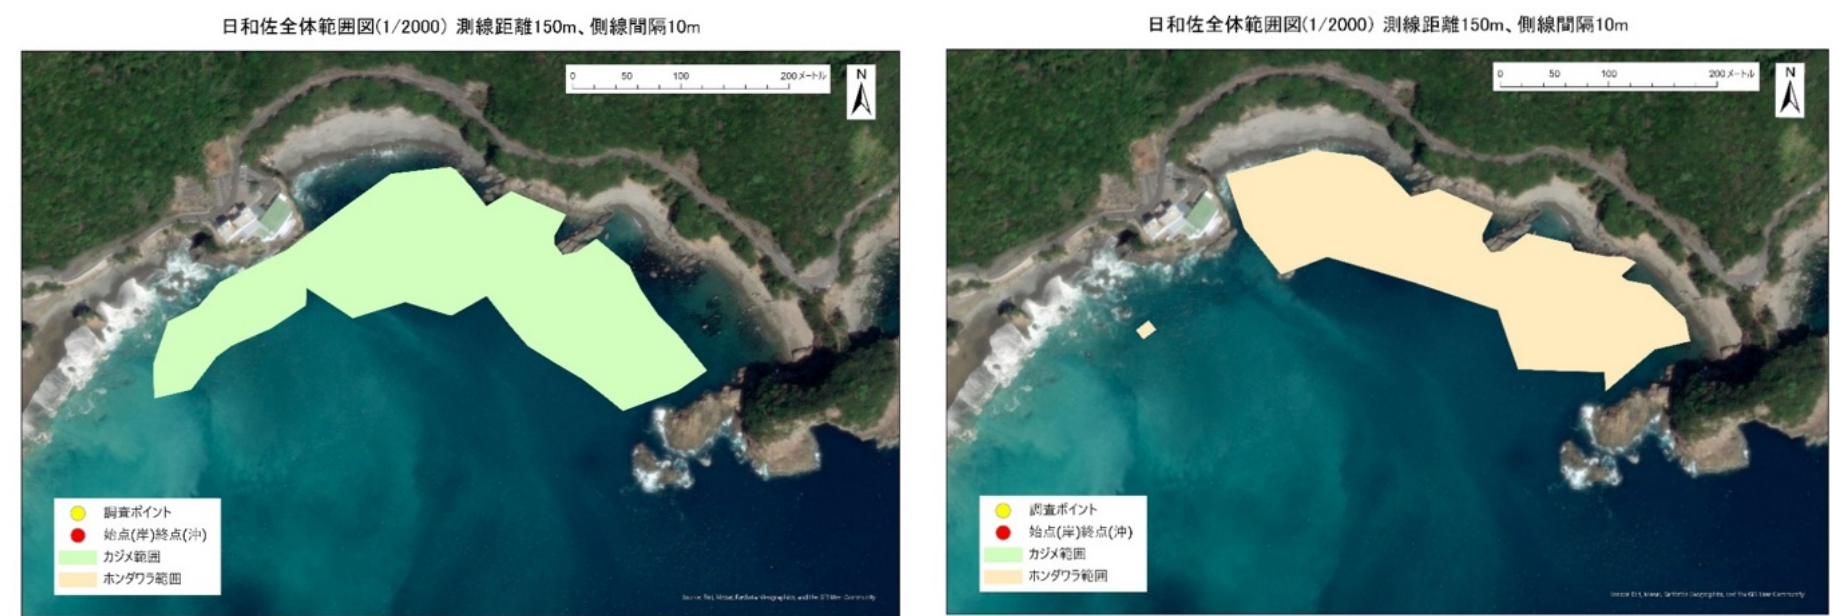 日和佐全体範囲図(1/2000) 測線距離150m、側線間隔10m
0 50 100 200メートル
N
調査ポイント
始点(岸)終点(沖)
カジメ範囲
ホンダワラ範囲
日和佐全体範囲図(1/2000) 測線距離150m、側線間隔10m
0 50 100 200メートル
N
調査ポイント
始点(岸)終点(沖)
カジメ範囲
ホンダワラ範囲